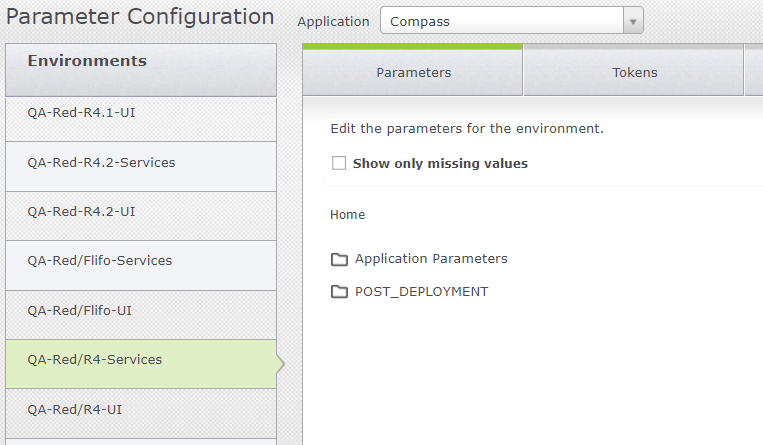 Parameter Configuration
Application
Compass
Environments
QA-Red-R4.1-UI
QA-Red-R4.2-Services
QA-Red-R4.2-UI
QA-Red/Flifo-Services
QA-Red/Flifo-UI
QA-Red/R4-Services
QA-Red/R4-UI
Parameters
Tokens
Edit the parameters for the environment.
Show only missing values
Home
Application Parameters
POST_DEPLOYMENT